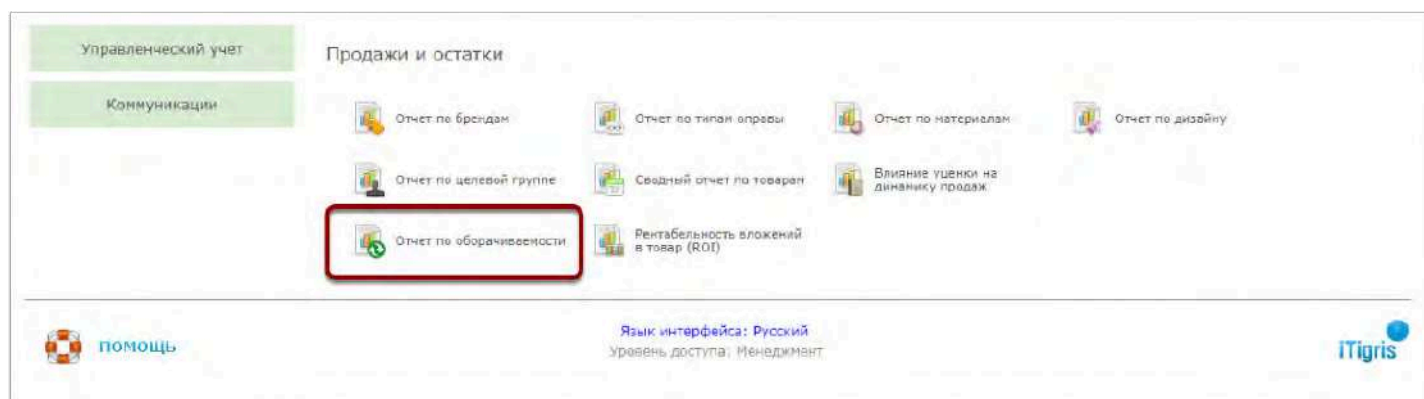 Управленческий учет
Продажи и остатки
Коммуникации
Отчет по брендам
Отчет по типам оправы
Отчет по материалам
Отчет по дизайну
Отчет по целевой группе
Сводный отчет по товарам
Влияние уценки на
динамику продаж
Отчет по оборачиваемости
Рентабельность вложений
в товар (ROI)
помощь
Язык интерфейса: Русский
Уровень доступа: Менеджмент
iTigris